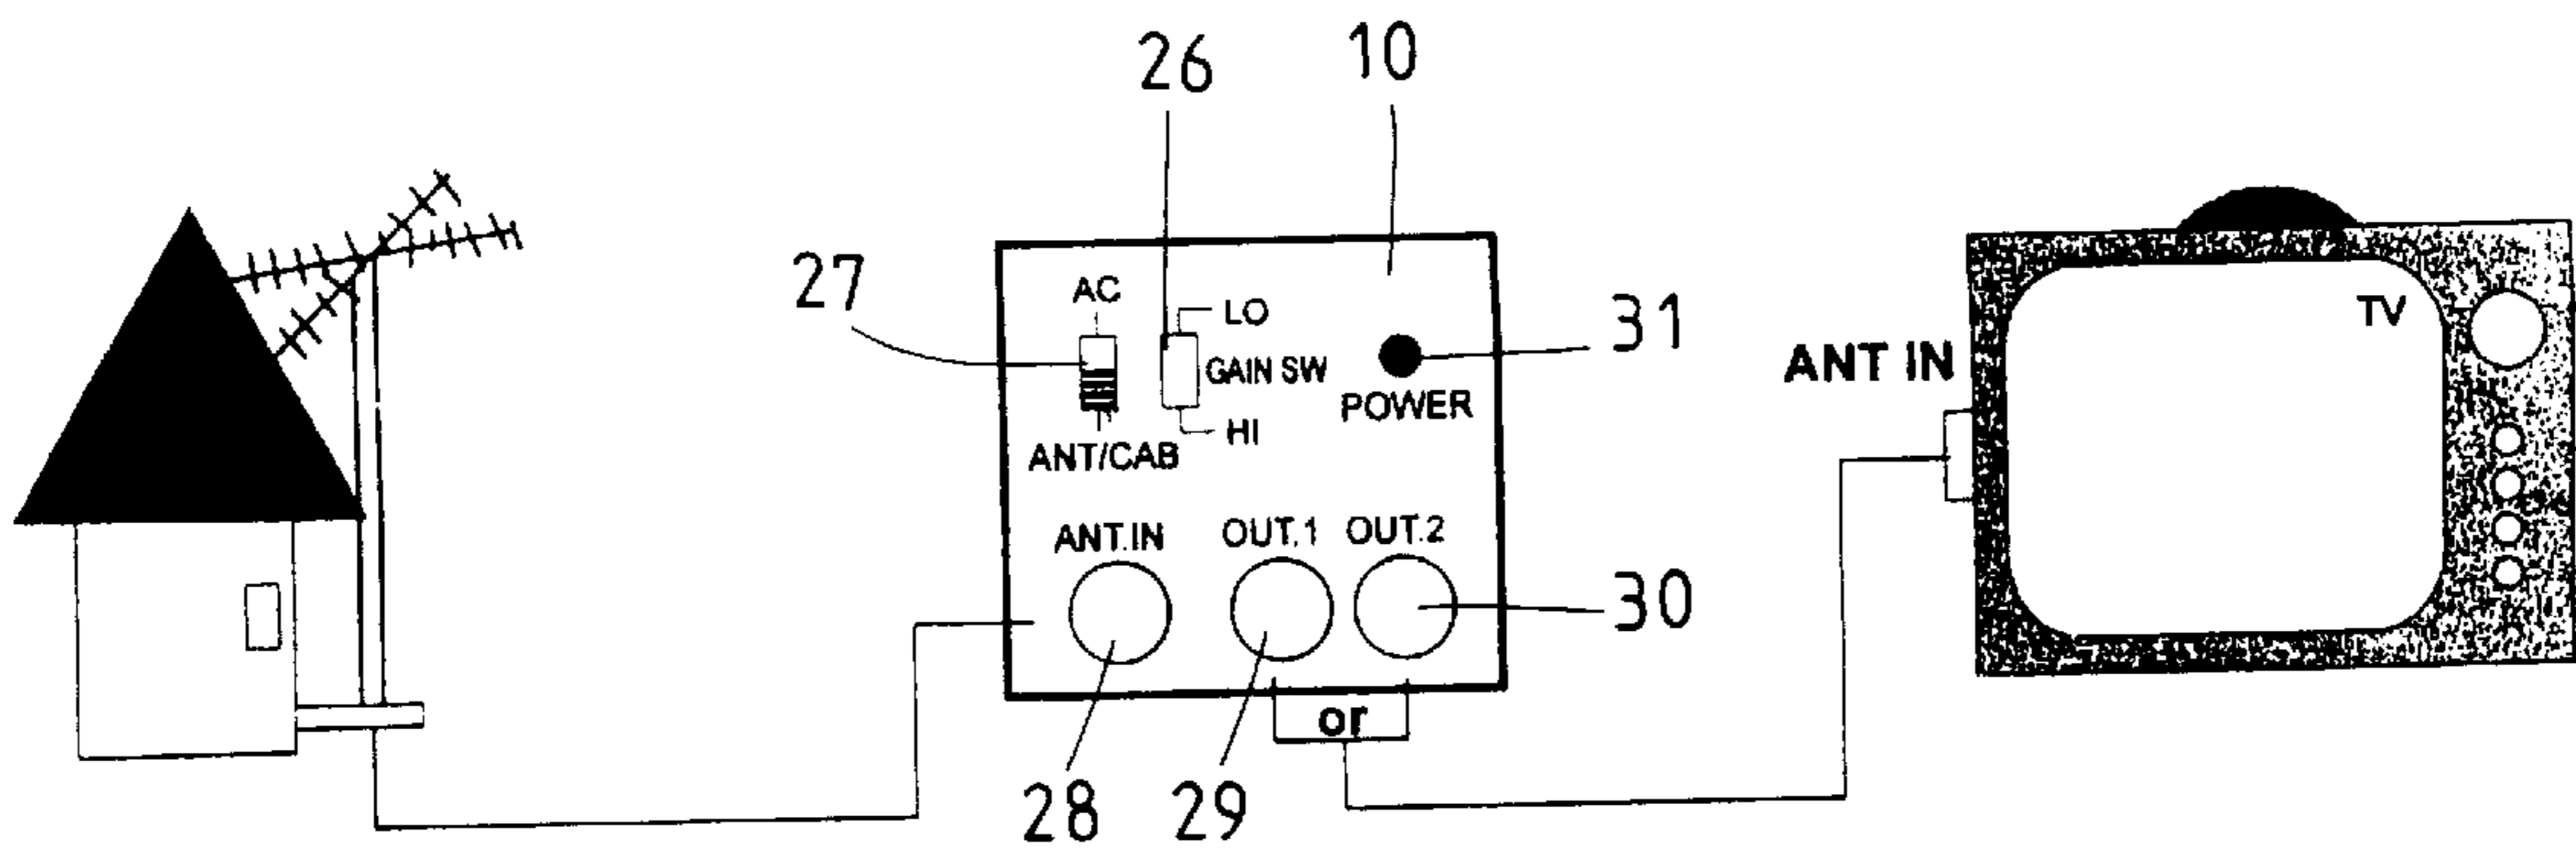 26 10
27 AC LO 31
GAIN SW
POWER
ANT/CAB HI
ANT IN TV
ANT.IN OUT.1 OUT.2
30
or
28 29